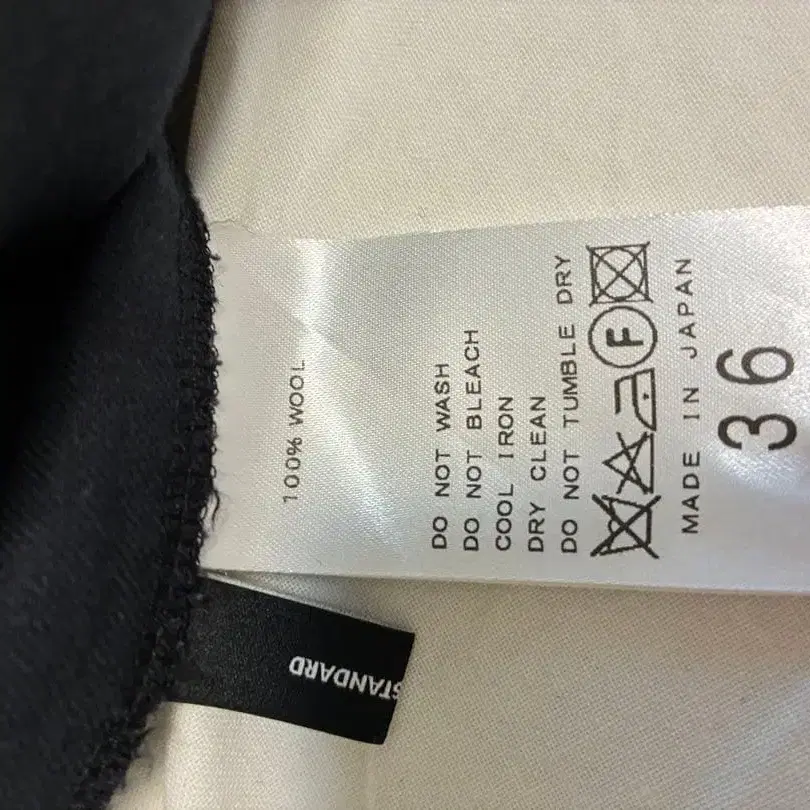 100% WOOL
DO NOT WASH
DO NOT BLEACH
COOL IRON
DRY CLEAN
DO NOT TUMBLE DRY
F
MADE IN JAPAN
36
STANDARD